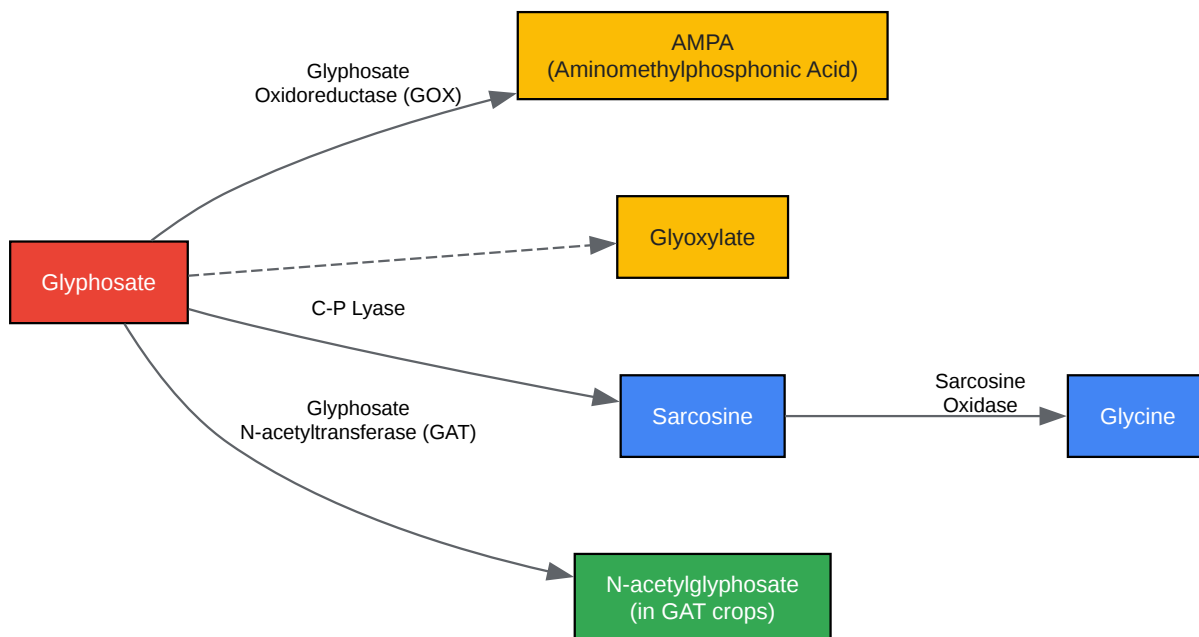 AMPA
(Aminomethylphosphonic Acid)
Glyphosate
Oxidoreductase (GOX)
Glyoxylate
Glyphosate
C-P Lyase
Sarcosine
Sarcosine
Oxidase
Glycine
Glyphosate
N-acetyltransferase (GAT)
N-acetylglyphosate
(in GAT crops)